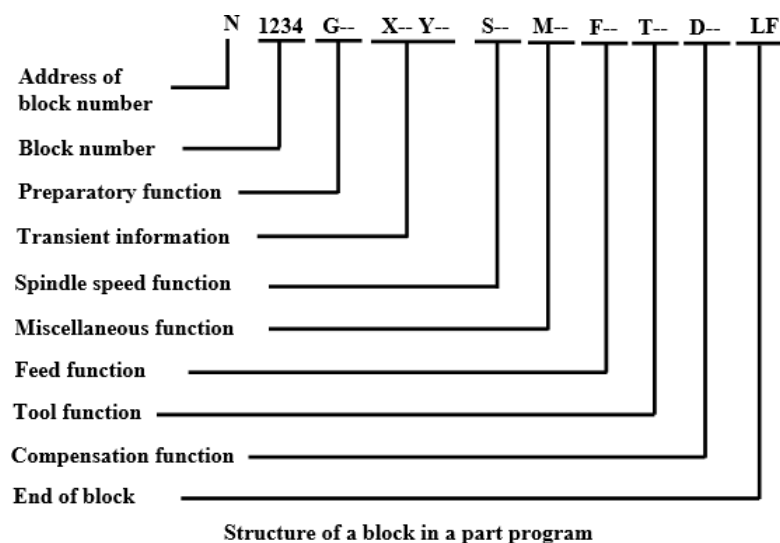 N 1234 G-- X-- Y-- S-- M-- F-- T-- D-- LF
Address of
block number
Block number
Preparatory function
Transient information
Spindle speed function
Miscellaneous function
Feed function
Tool function
Compensation function
End of block
Structure of a block in a part program